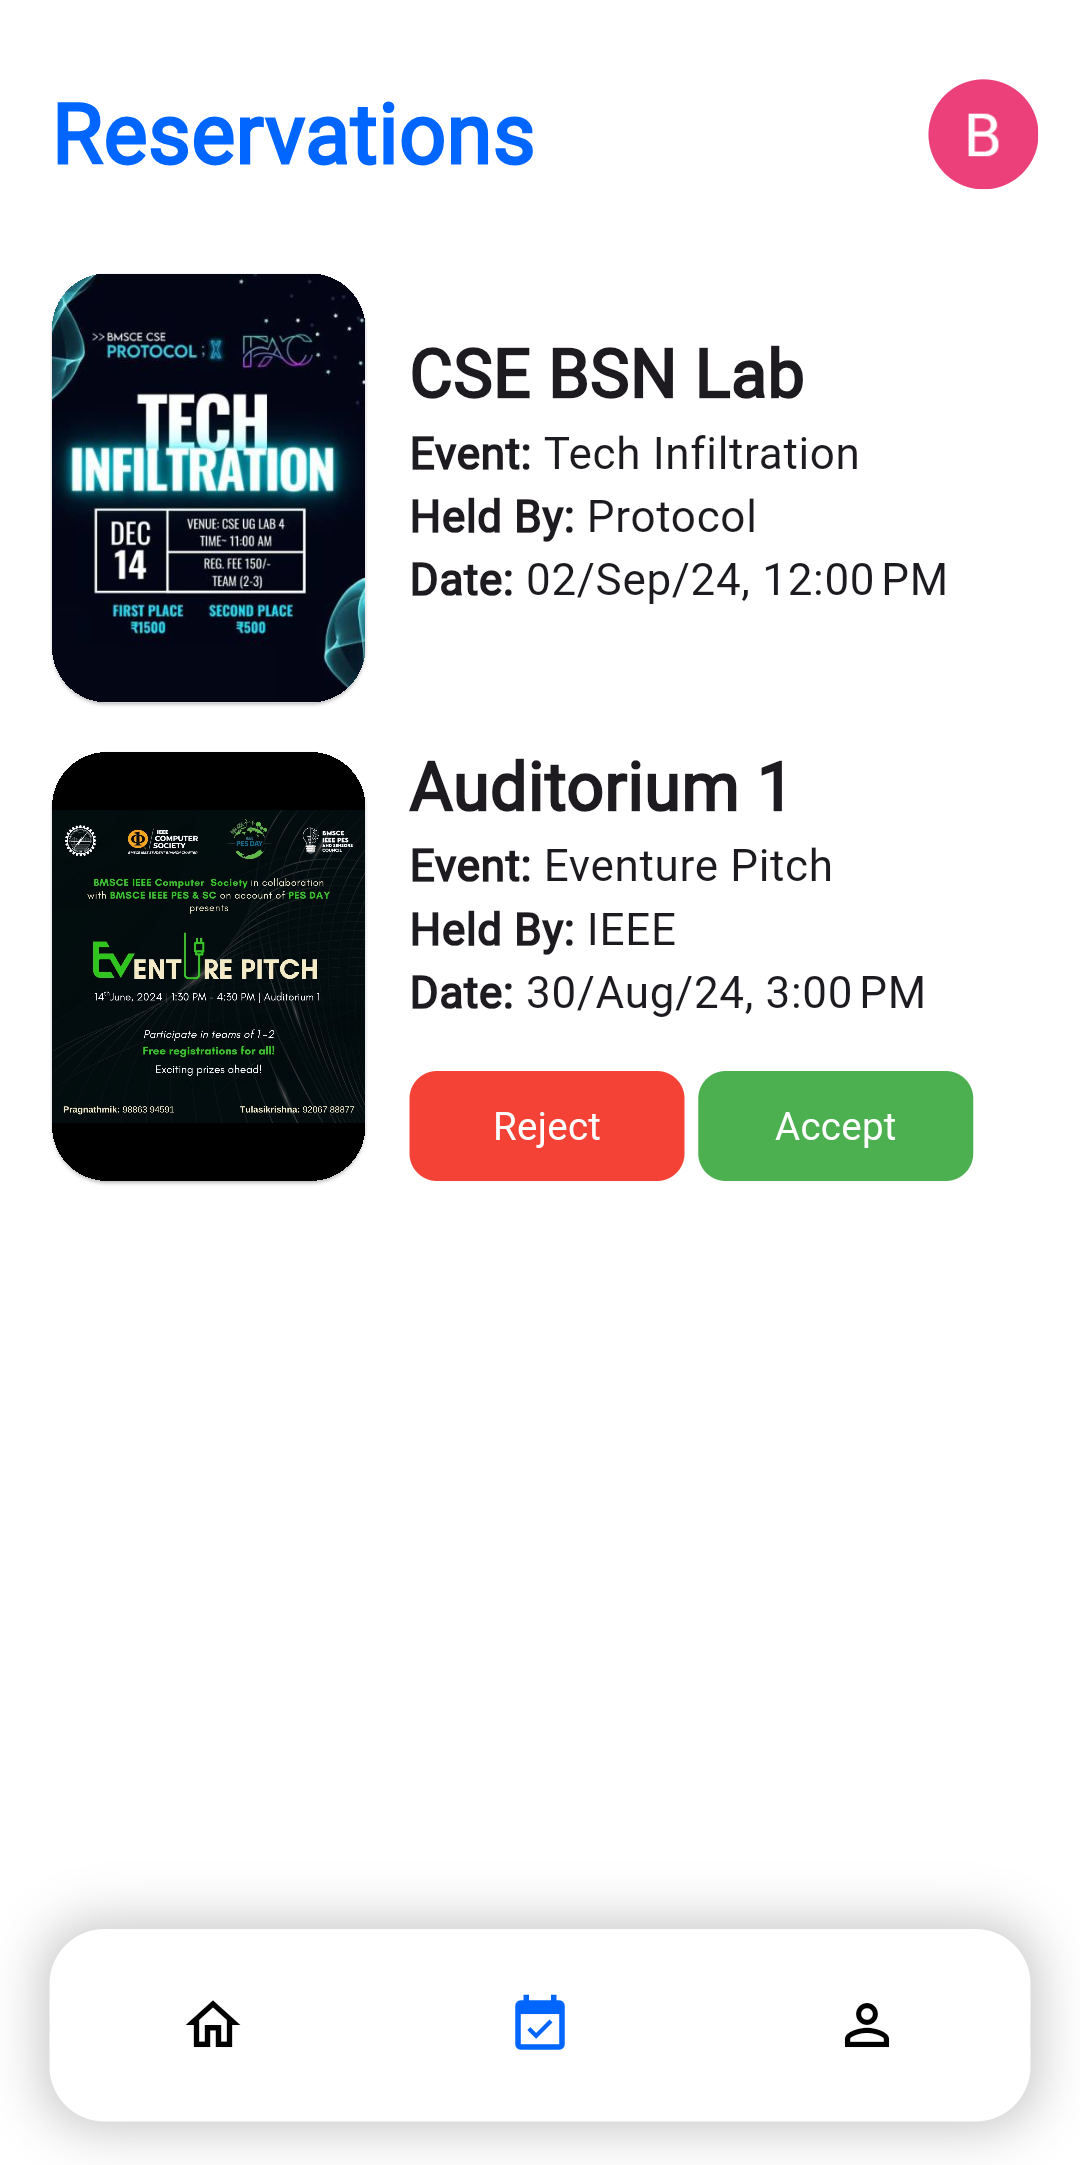 Reservations
B
>> BMSCE CSE
PROTOCOL ; X
IFAC
TECH
INFILTRATION
DEC
14
VENUE: CSE UG LAB 4
TIME~ 11:00 AM
REG. FEE 150/-
TEAM (2-3)
FIRST PLACE
₹1500
SECOND PLACE
₹500
CSE BSN Lab
Event: Tech Infiltration
Held By: Protocol
Date: 02/Sep/24, 12:00 PM
IEEE
COMPUTER
SOCIETY
PES DAY
BMSCE
IEEE PES
AND SENSORS
COUNCIL
BMSCE IEEE Computer Society in collaboration
with BMSCE IEEE PES & SC on account of PES DAY
presents
EVENTURE PITCH
14th June, 2024 | 1:30 PM - 4:30 PM | Auditorium 1
Participate in teams of 1-2
Free registrations for all!
Exciting prizes ahead!
Pragnathmik: 98863 94591
Tulasikrishna: 92067 88877
Auditorium 1
Event: Eventure Pitch
Held By: IEEE
Date: 30/Aug/24, 3:00 PM
Reject
Accept